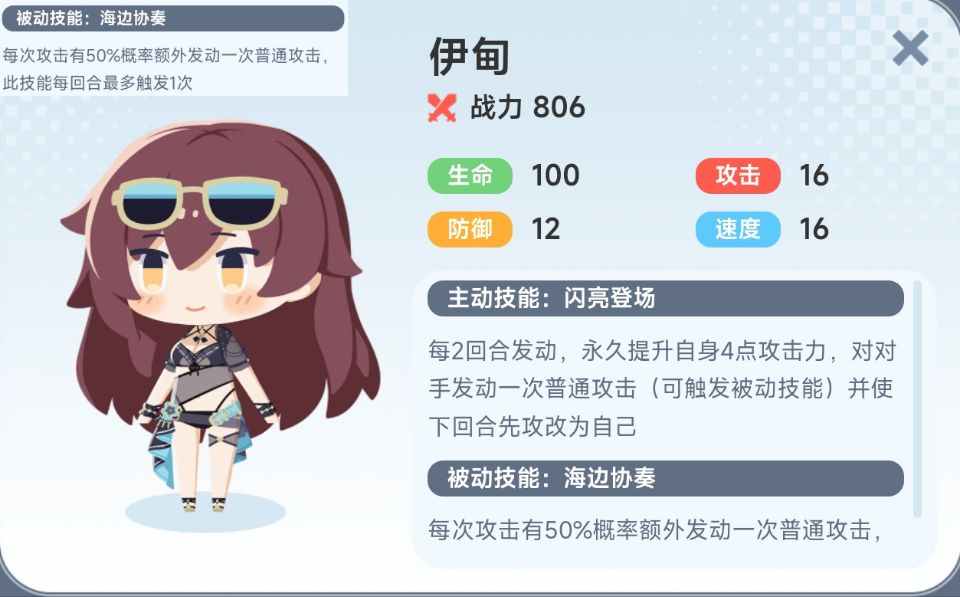 被动技能：海边协奏
每次攻击有50%概率额外发动一次普通攻击，
此技能每回合最多触发1次
伊甸
战力 806
生命 100 攻击 16
防御 12 速度 16
主动技能：闪亮登场
每2回合发动，永久提升自身4点攻击力，对对
手发动一次普通攻击（可触发被动技能）并使
下回合先攻改为自己
被动技能：海边协奏
每次攻击有50%概率额外发动一次普通攻击，